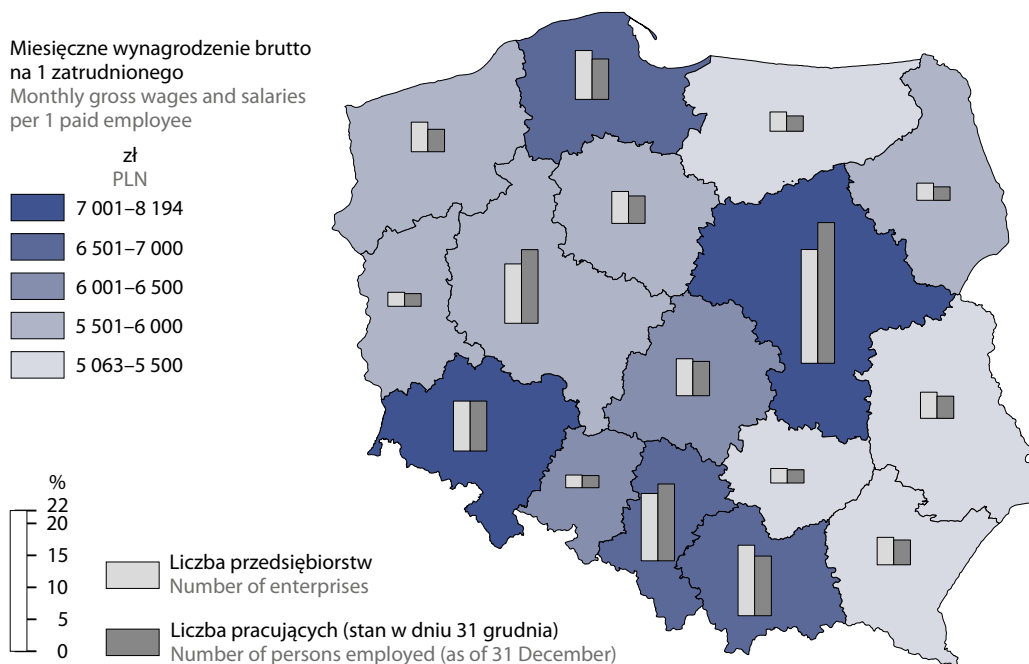 Miesięczne wynagrodzenie brutto
na 1 zatrudnionego
Monthly gross wages and salaries
per 1 paid employee
zł
PLN
7 001–8 194
6 501–7 000
6 001–6 500
5 501–6 000
5 063–5 500
%
22
20
15
10
5
0
Liczba przedsiębiorstw
Number of enterprises
Liczba pracujących (stan w dniu 31 grudnia)
Number of persons employed (as of 31 December)